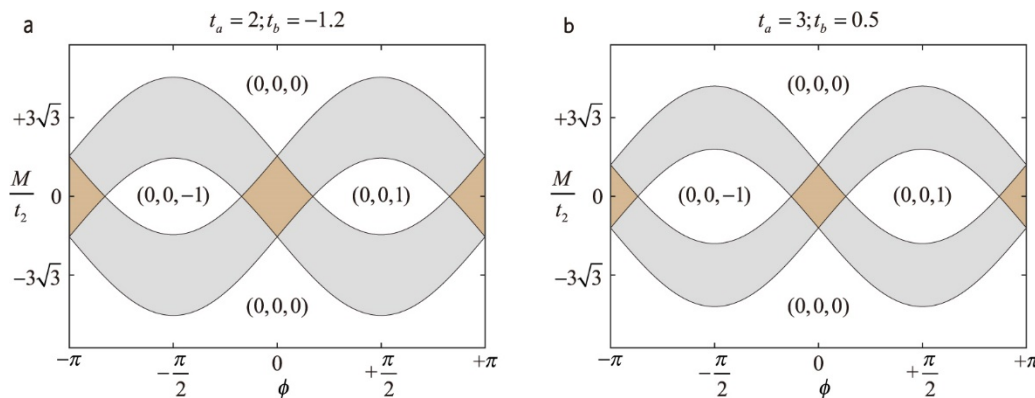 a
t_a = 2; t_b = −1.2
(0, 0, 0)
+3√3
M/t_2
0
(0, 0, −1)
(0, 0, 1)
−3√3
(0, 0, 0)
−π
−π/2
0
+π/2
+π
ϕ
b
t_a = 3; t_b = 0.5
(0, 0, 0)
+3√3
M/t_2
0
(0, 0, −1)
(0, 0, 1)
−3√3
(0, 0, 0)
−π
−π/2
0
+π/2
+π
ϕ